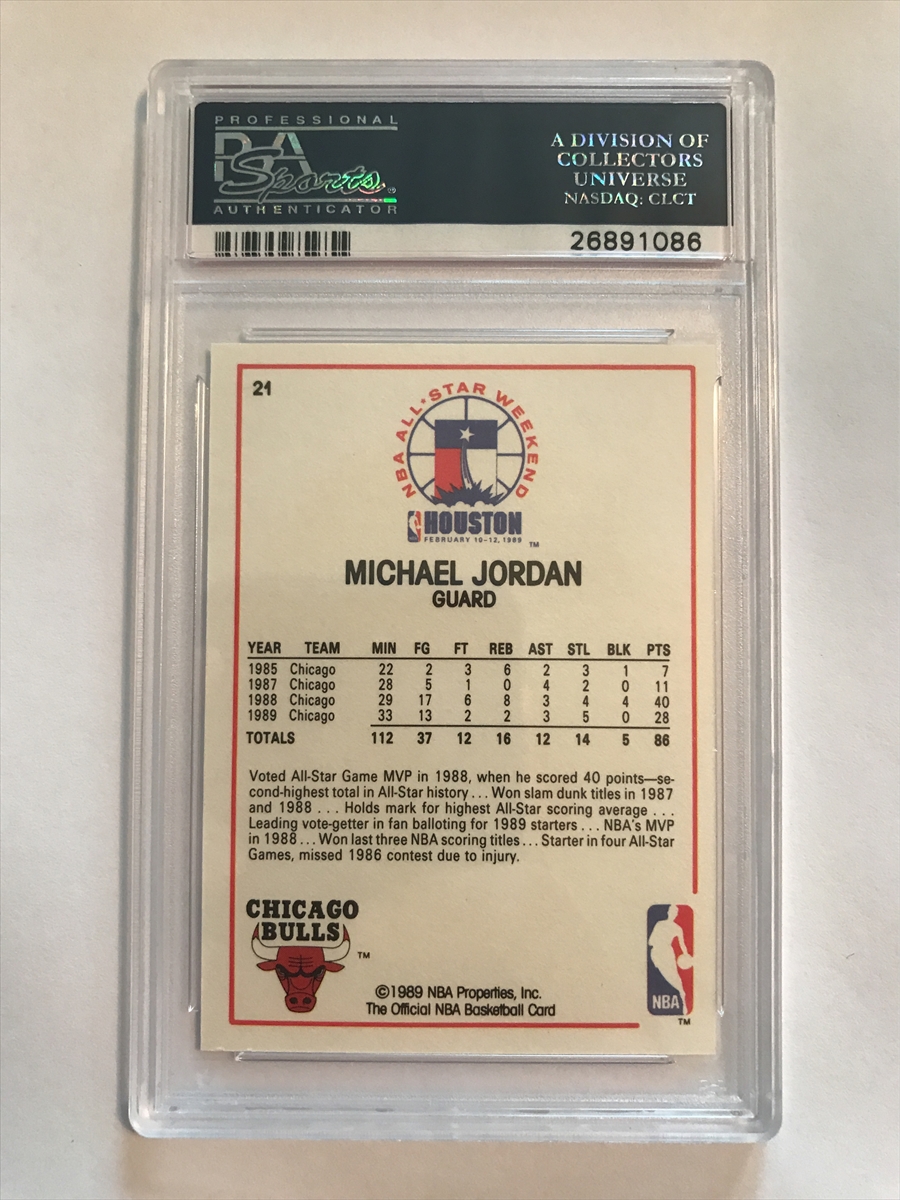 PROFESSIONAL
PSA
Sports®
AUTHENTICATOR
A DIVISION OF
COLLECTORS
UNIVERSE
NASDAQ: CLCT
26891086
21
NBA ALL★STAR WEEKEND
HOUSTON
FEBRUARY 10-12, 1989
TM
MICHAEL JORDAN
GUARD
YEAR TEAM MIN FG FT REB AST STL BLK PTS
1985 Chicago 22 2 3 6 2 3 1 7
1987 Chicago 28 5 1 0 4 2 0 11
1988 Chicago 29 17 6 8 3 4 4 40
1989 Chicago 33 13 2 2 3 5 0 28
TOTALS 112 37 12 16 12 14 5 86
Voted All-Star Game MVP in 1988, when he scored 40 points—se-
cond-highest total in All-Star history . . . Won slam dunk titles in 1987
and 1988 . . . Holds mark for highest All-Star scoring average . . .
Leading vote-getter in fan balloting for 1989 starters . . . NBA's MVP
in 1988 . . . Won last three NBA scoring titles . . . Starter in four All-Star
Games, missed 1986 contest due to injury.
CHICAGO
BULLS
TM
©1989 NBA Properties, Inc.
The Official NBA Basketball Card
NBA
TM